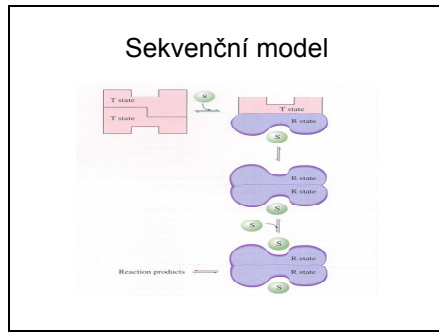 Sekvenční model
T state
T state
S
T state
R state
S
R state
R state
S
S
S
R state
Reaction products
R state
S